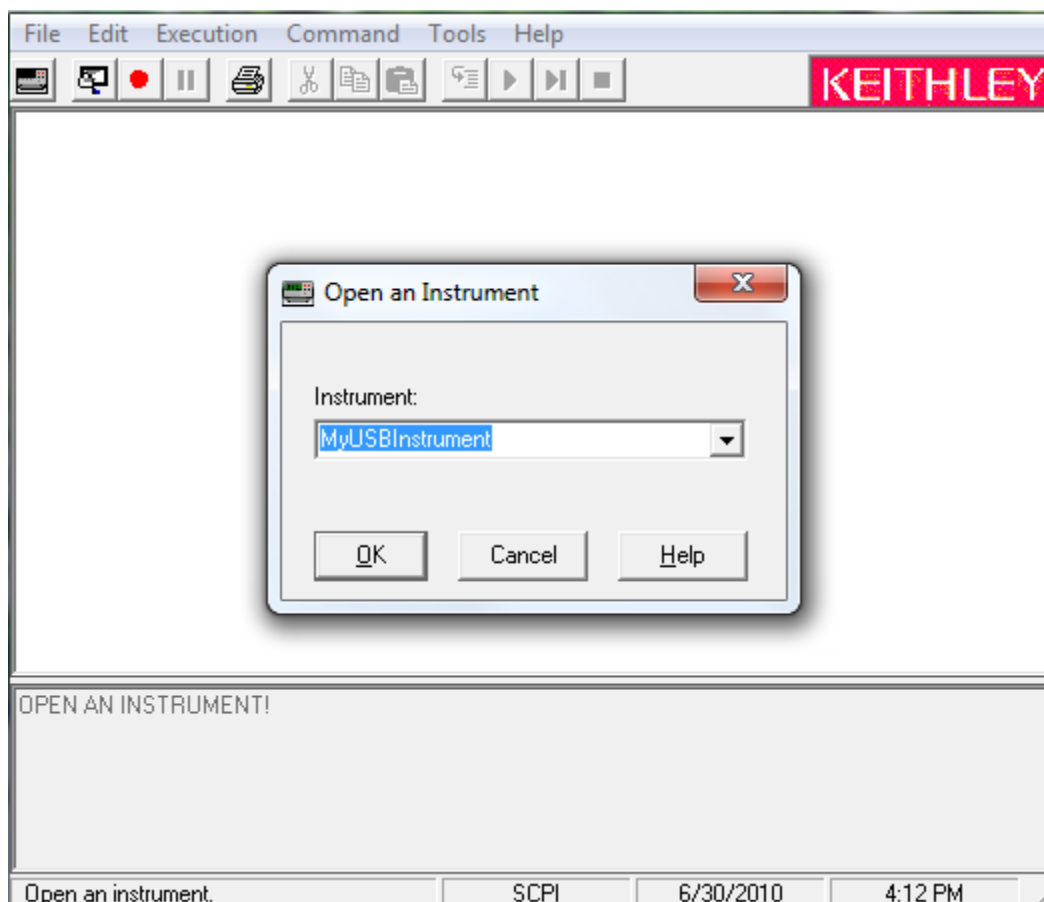 File Edit Execution Command Tools Help
KEITHLEY
Open an Instrument
Instrument:
MyUSBInstrument
OK Cancel Help
OPEN AN INSTRUMENT!
Open an instrument. SCPI 6/30/2010 4:12 PM